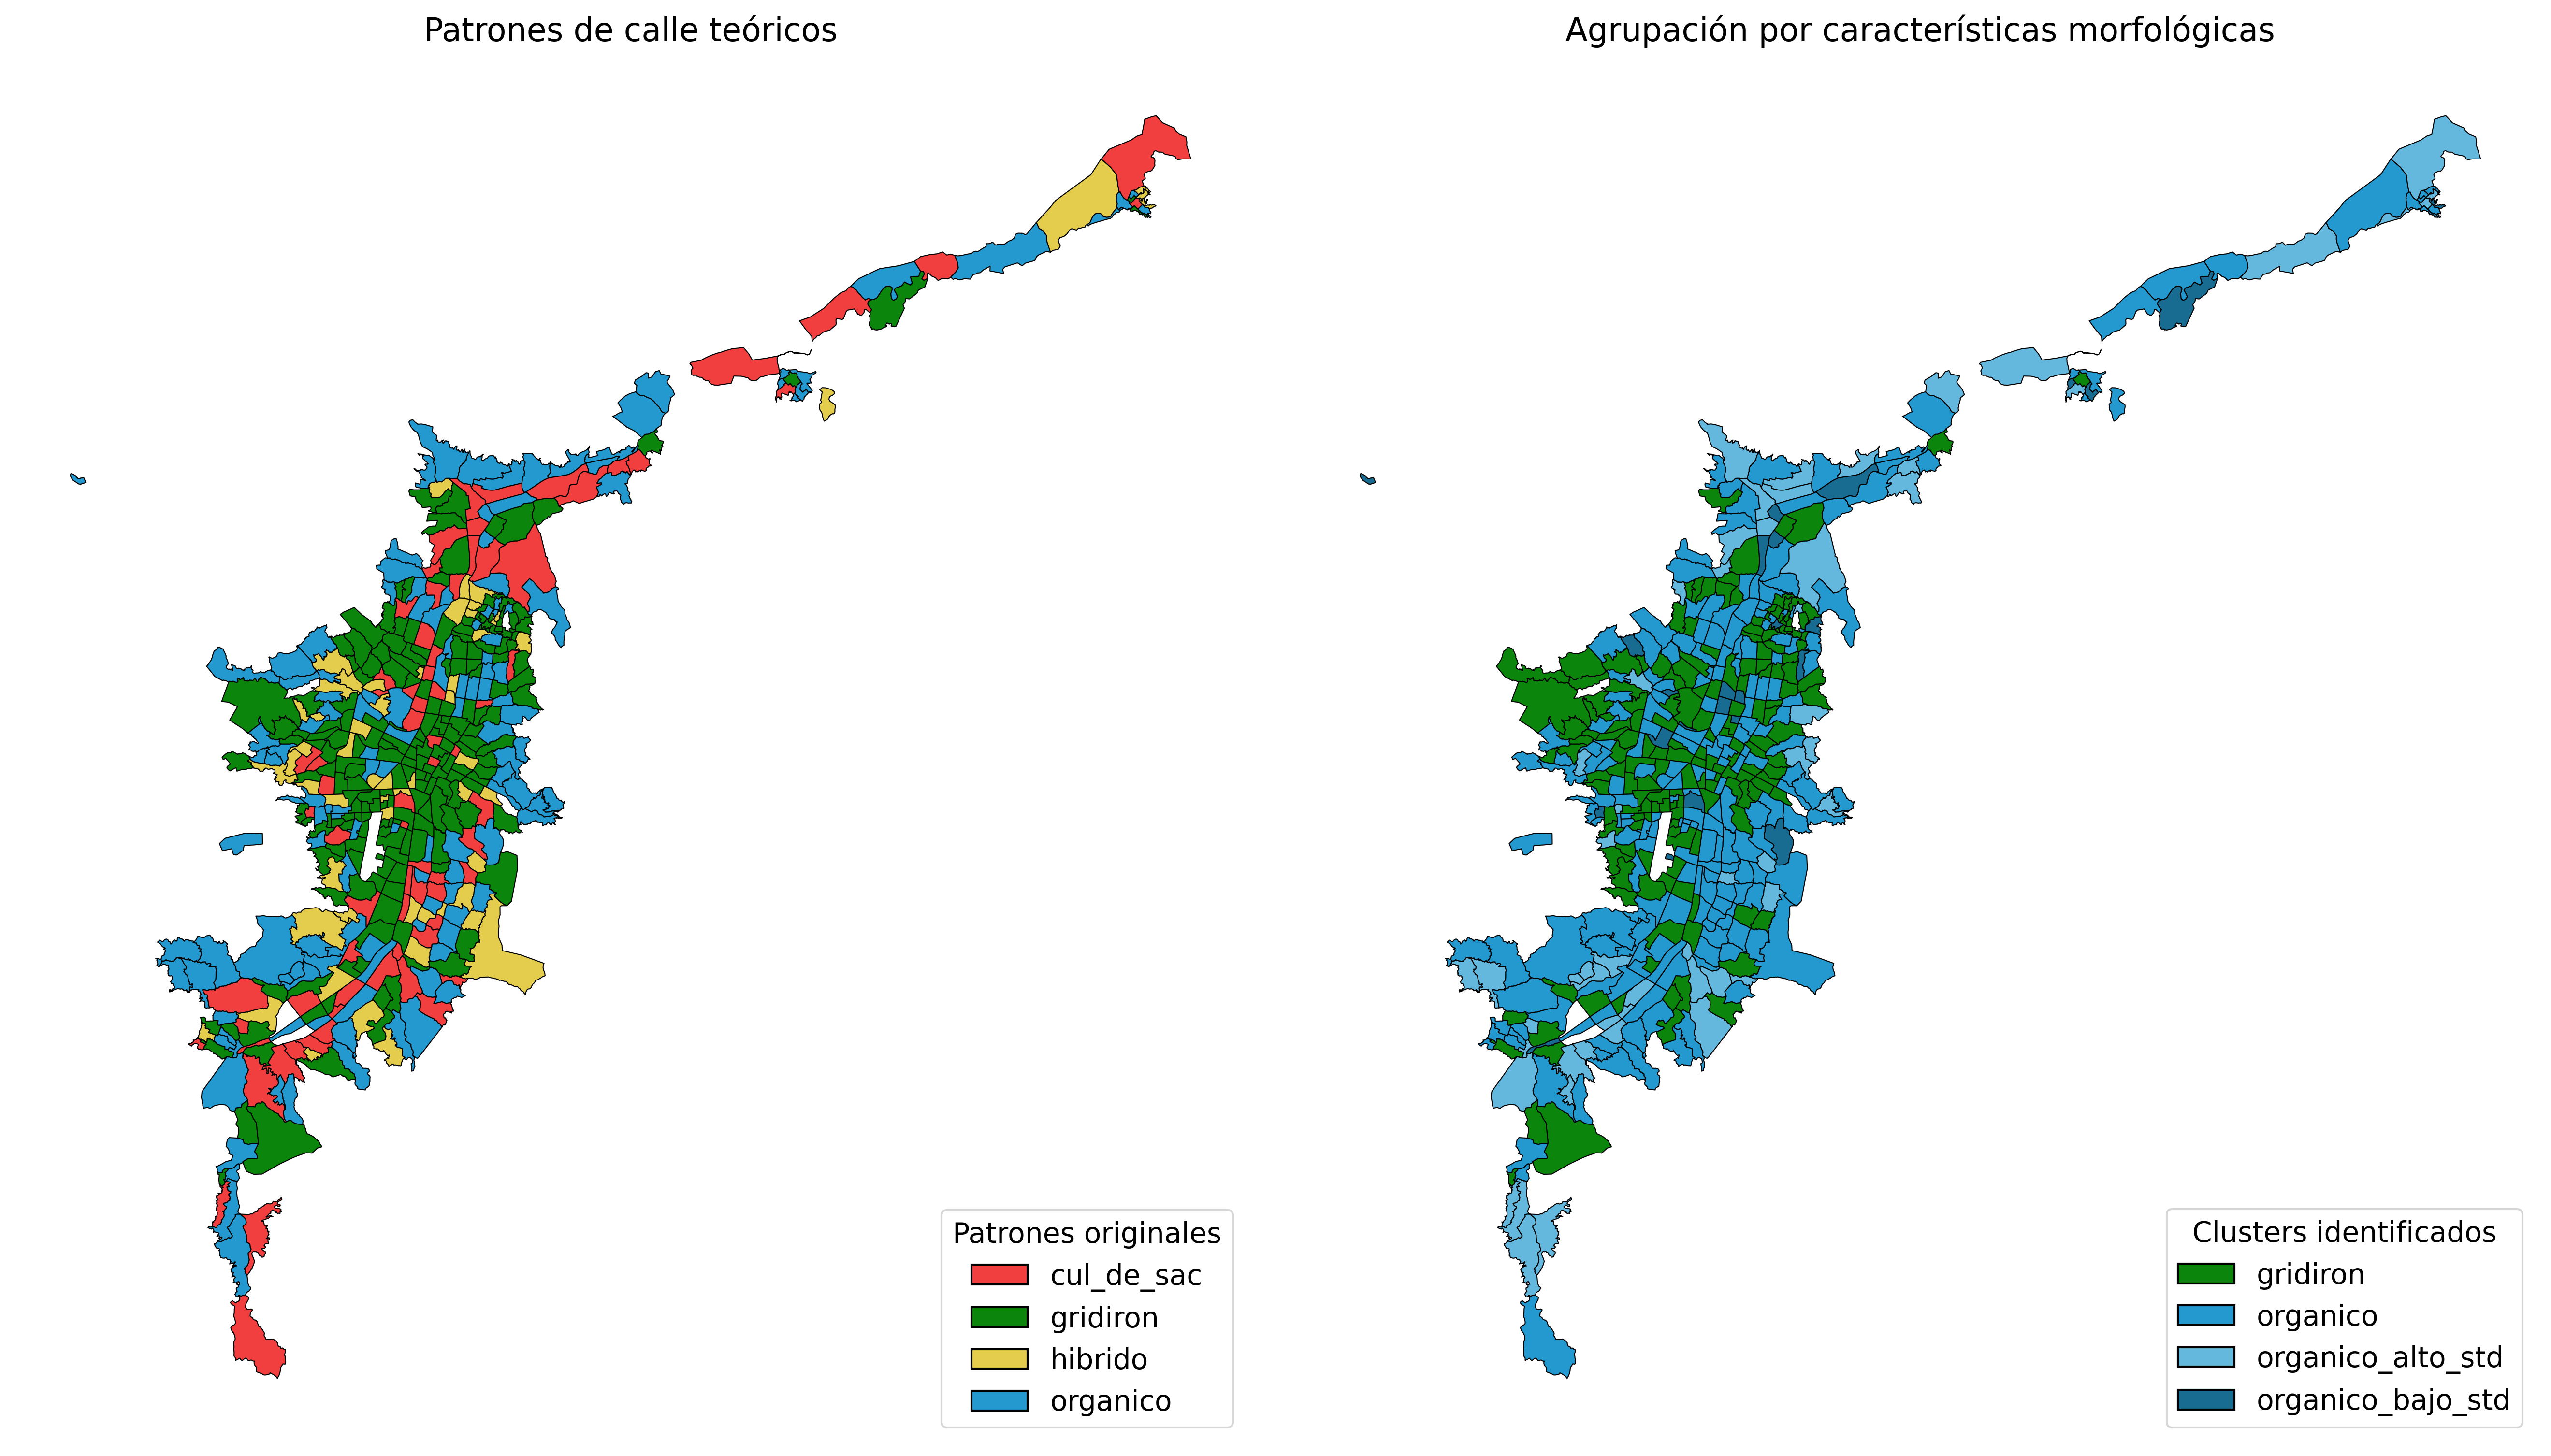 Patrones de calle teóricos
Agrupación por características morfológicas
Patrones originales
cul_de_sac
gridiron
hibrido
organico
Clusters identificados
gridiron
organico
organico_alto_std
organico_bajo_std